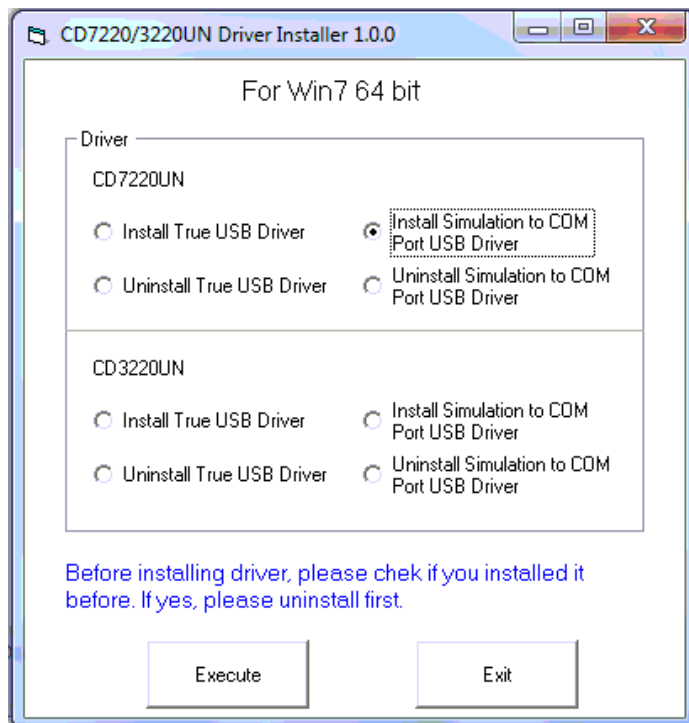 CD7220/3220UN Driver Installer 1.0.0
For Win7 64 bit
Driver
CD7220UN
Install True USB Driver
Install Simulation to COM
Port USB Driver
Uninstall True USB Driver
Uninstall Simulation to COM
Port USB Driver
CD3220UN
Install True USB Driver
Install Simulation to COM
Port USB Driver
Uninstall True USB Driver
Uninstall Simulation to COM
Port USB Driver
Before installing driver, please chek if you installed it
before. If yes, please uninstall first.
Execute
Exit